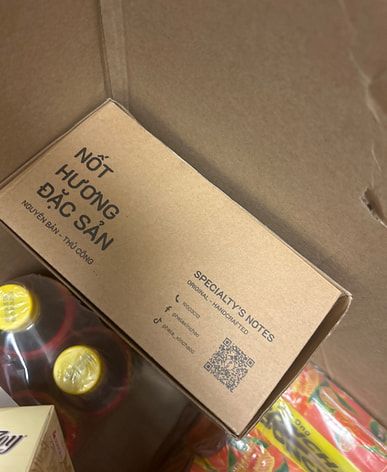 NỐT
HƯƠNG
ĐẶC SẢN
NGUYÊN BẢN - THỦ CÔNG
SPECIALTY'S NOTES
ORIGINAL - HANDCRAFTED